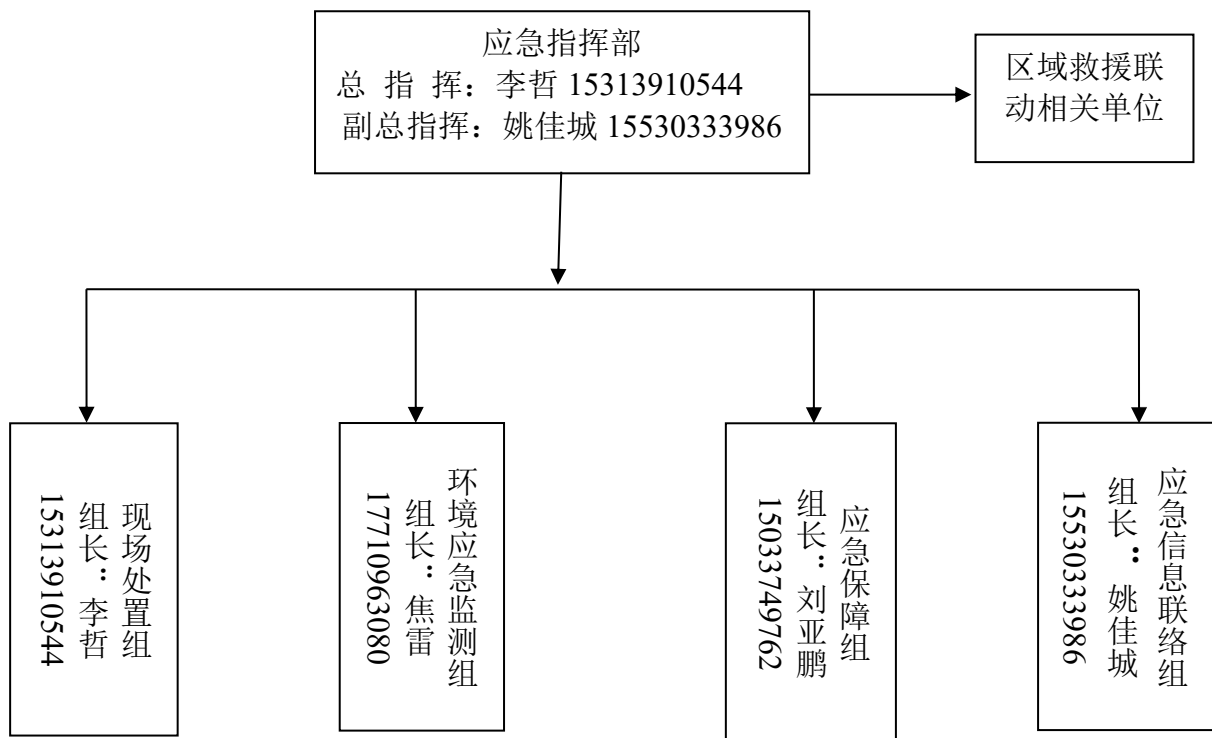 应急指挥部
总 指 挥：李哲 15313910544
副总指挥：姚佳城 15530333986
区域救援联
动相关单位
现场处置组
组长：李哲
15313910544
环境应急监测组
组长：焦雷
17710963080
应急保障组
组长：刘亚鹏
15033749762
应急信息联络组
组长：姚佳城
15530333986